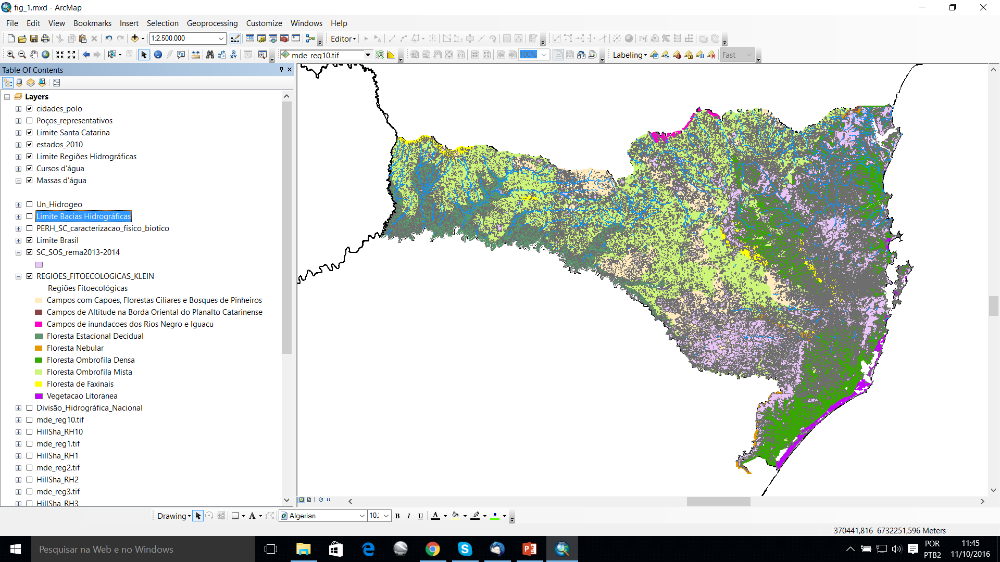 fig_1.mxd - ArcMap
File Edit View Bookmarks Insert Selection Geoprocessing Customize Windows Help
1:2.500.000
Editor
mde_reg10.tif
100%
Labeling
Fast
Table Of Contents
Layers
cidades_polo
Poços_representativos
Limite Santa Catarina
estados_2010
Limite Regiões Hidrográficas
Cursos d'água
Massas d'água
Un_Hidrogeo
Limite Bacias Hidrográficas
PERH_SC_caracterizacao_fisico_biotico
Limite Brasil
SC_SOS_rema2013-2014
REGIOES_FITOECOLOGICAS_KLEIN
Regiões Fitoecológicas
Campos com Capoes, Florestas Ciliares e Bosques de Pinheiros
Campos de Altitude na Borda Oriental do Planalto Catarinense
Campos de inundacoes dos Rios Negro e Iguacu
Floresta Estacional Decidual
Floresta Nebular
Floresta Ombrofila Densa
Floresta Ombrofila Mista
Floresta de Faxinais
Vegetacao Litoranea
Divisão_Hidrográfica_Nacional
mde_reg10.tif
HillSha_RH10
mde_reg1.tif
HillSha_RH1
mde_reg2.tif
HillSha_RH2
mde_reg3.tif
HillSha_RH3
Drawing
A
Algerian
10,
B I U A
370441,816 6732251,596 Meters
Pesquisar na Web e no Windows
POR
PTB2
11:45
11/10/2016